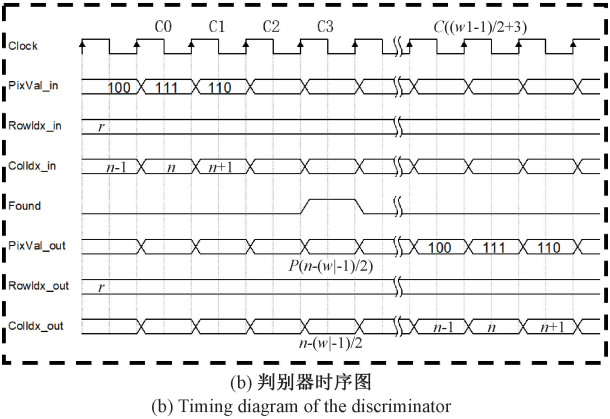 C0 C1 C2 C3 C((w1-1)/2+3)
Clock
PixVal_in 100 111 110
RowIdx_in r
ColIdx_in n-1 n n+1
Found
PixVal_out 100 111 110
P(n-(w|-1)/2)
RowIdx_out r
ColIdx_out n-1 n n+1
n-(w|-1)/2
(b) 判别器时序图
(b) Timing diagram of the discriminator